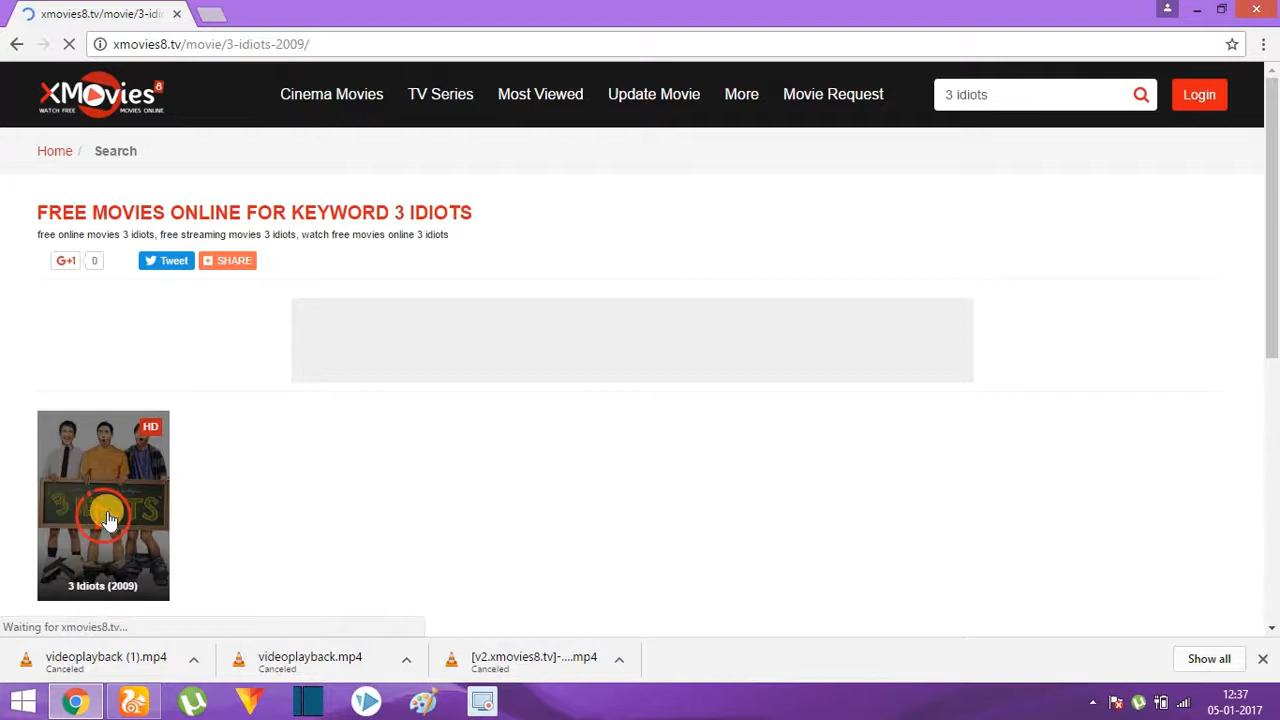 xmovies8.tv/movie/3-idi
xmovies8.tv/movie/3-idiots-2009/
XMovies8
WATCH FREE MOVIES ONLINE
Cinema Movies
TV Series
Most Viewed
Update Movie
More
Movie Request
3 idiots
Login
Home / Search
FREE MOVIES ONLINE FOR KEYWORD 3 IDIOTS
free online movies 3 idiots, free streaming movies 3 idiots, watch free movies online 3 idiots
G+1 0
Tweet
SHARE
HD
3 IDIOTS
3 Idiots (2009)
Waiting for xmovies8.tv...
videoplayback (1).mp4
Canceled
videoplayback.mp4
Canceled
[v2.xmovies8.tv]-....mp4
Canceled
Show all
12:37
05-01-2017